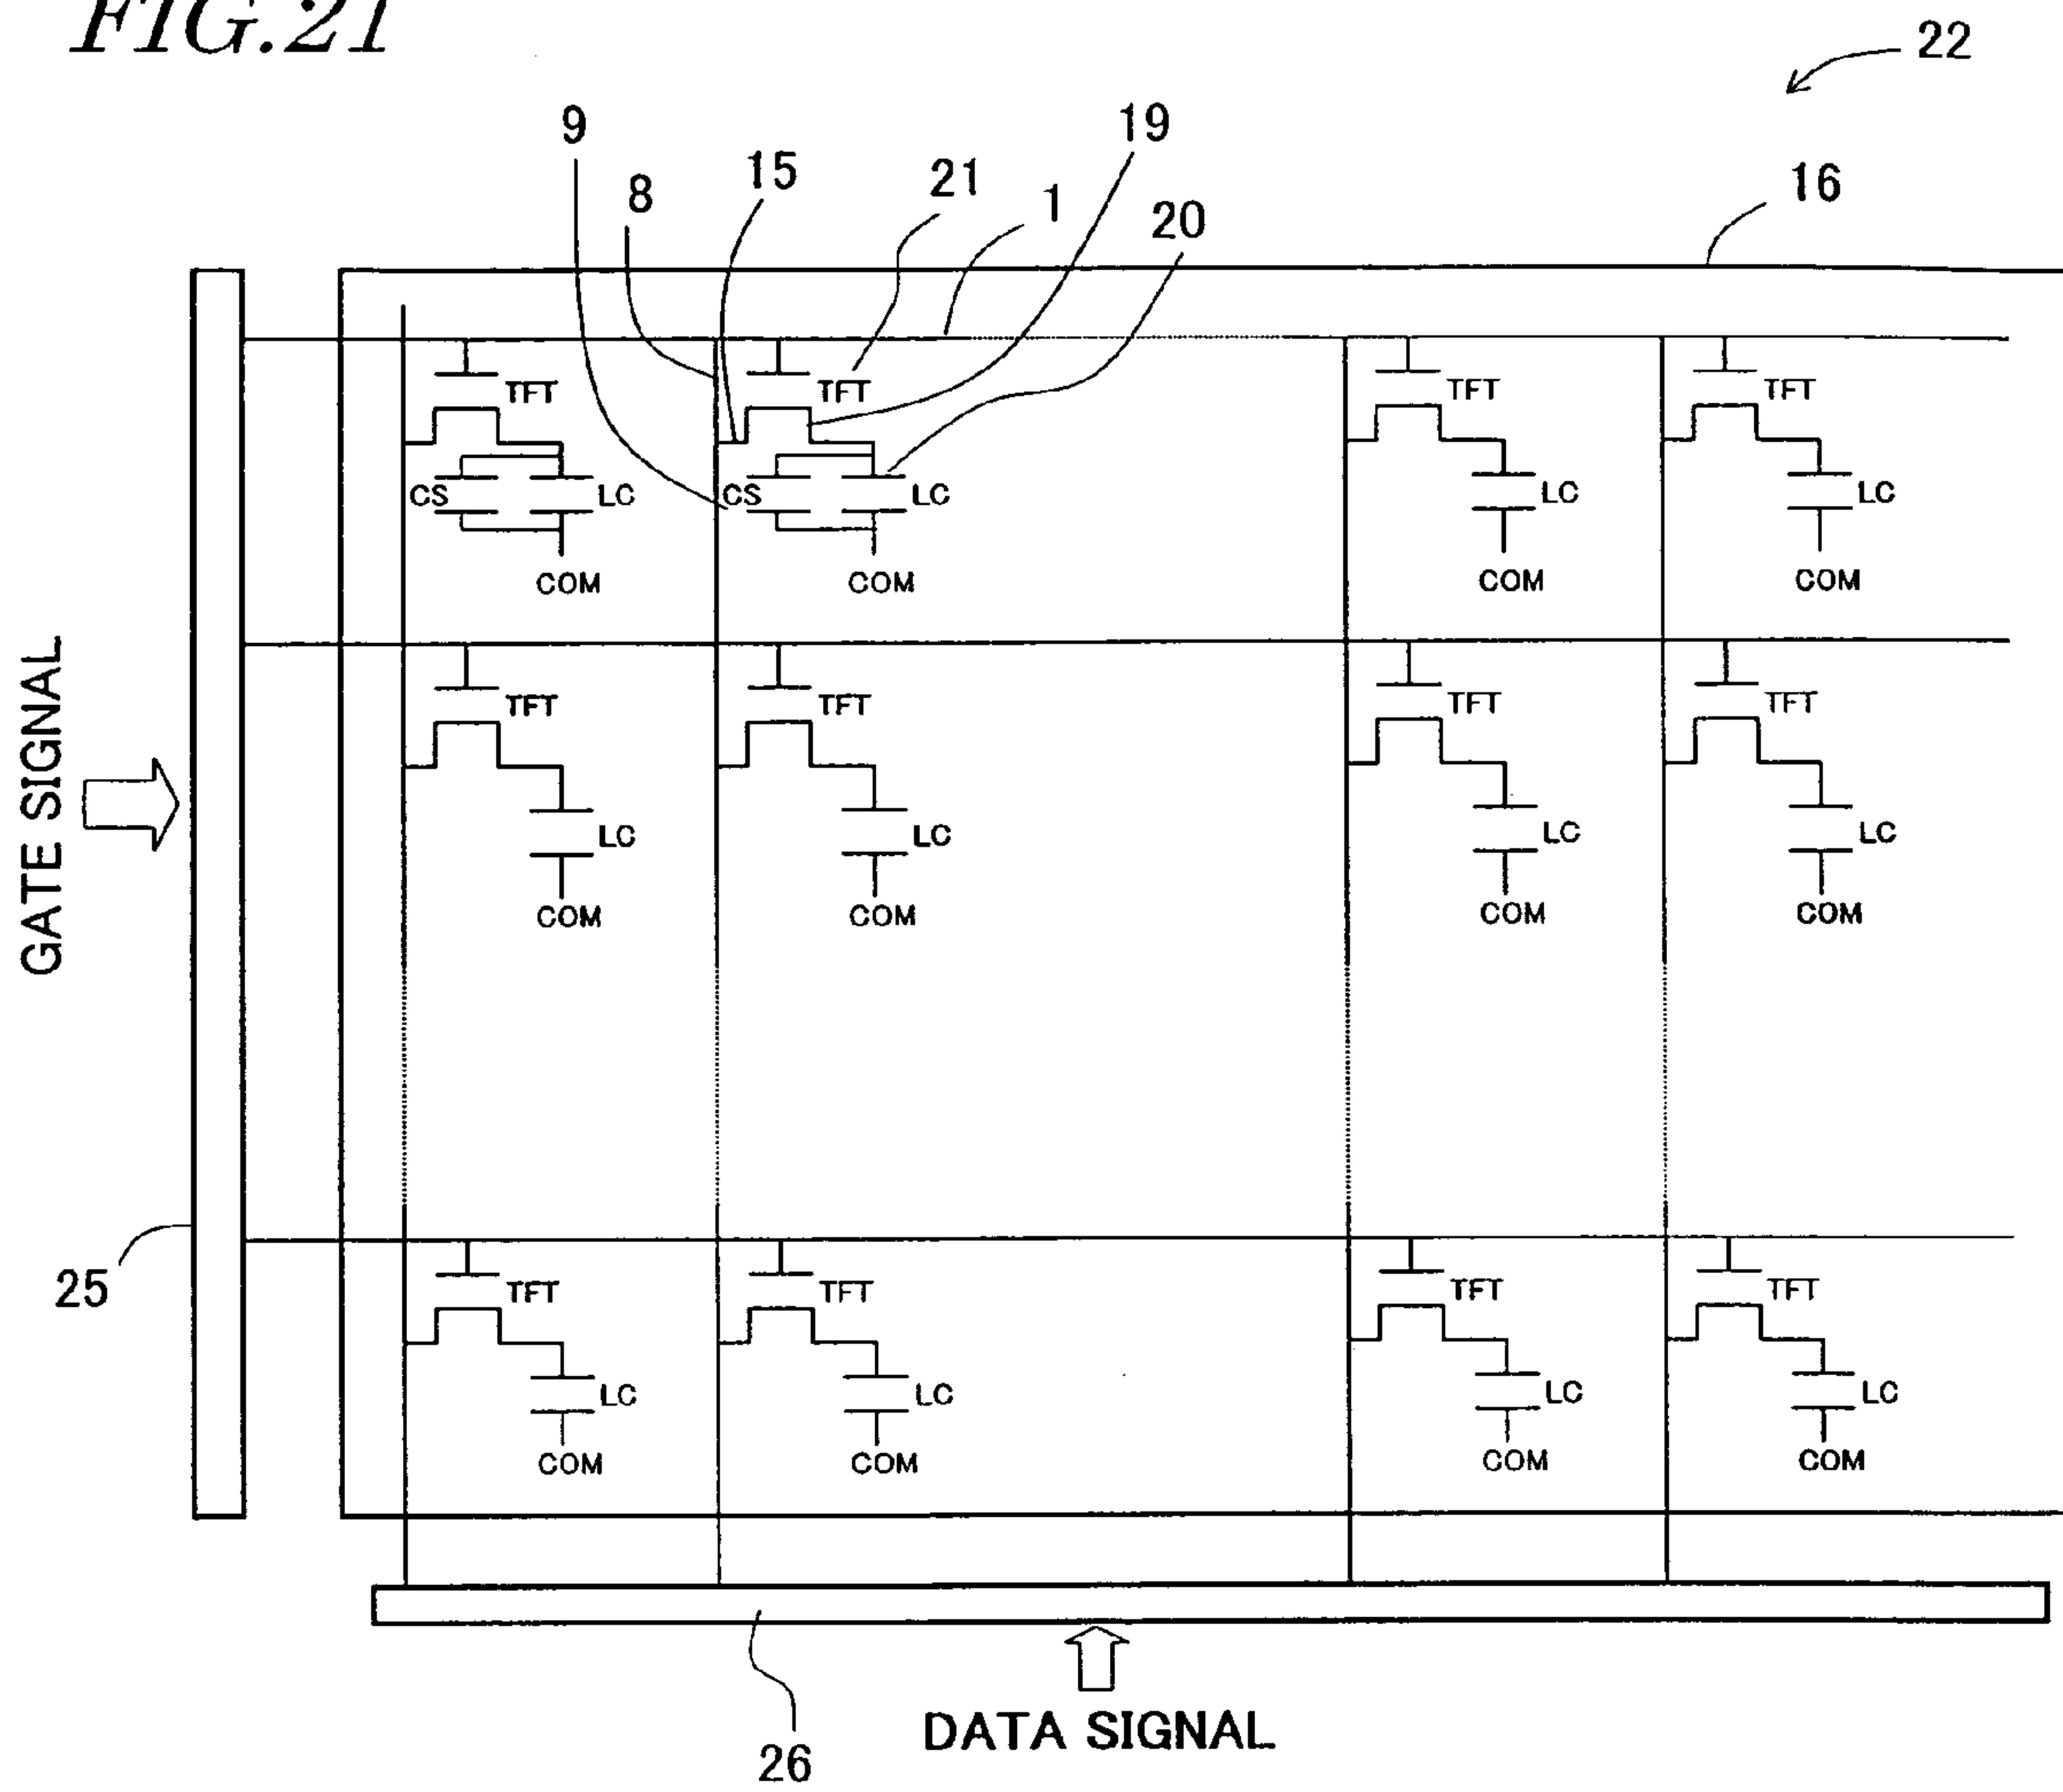 FIG.21
22
9
19
15
21
8
1
16
20
TFT TFT TFT TFT
CS LC CS LC LC LC
COM COM COM COM
TFT TFT TFT TFT
LC LC LC LC
COM COM COM COM
GATE SIGNAL
25
TFT TFT TFT TFT
LC LC LC LC
COM COM COM COM
26
DATA SIGNAL